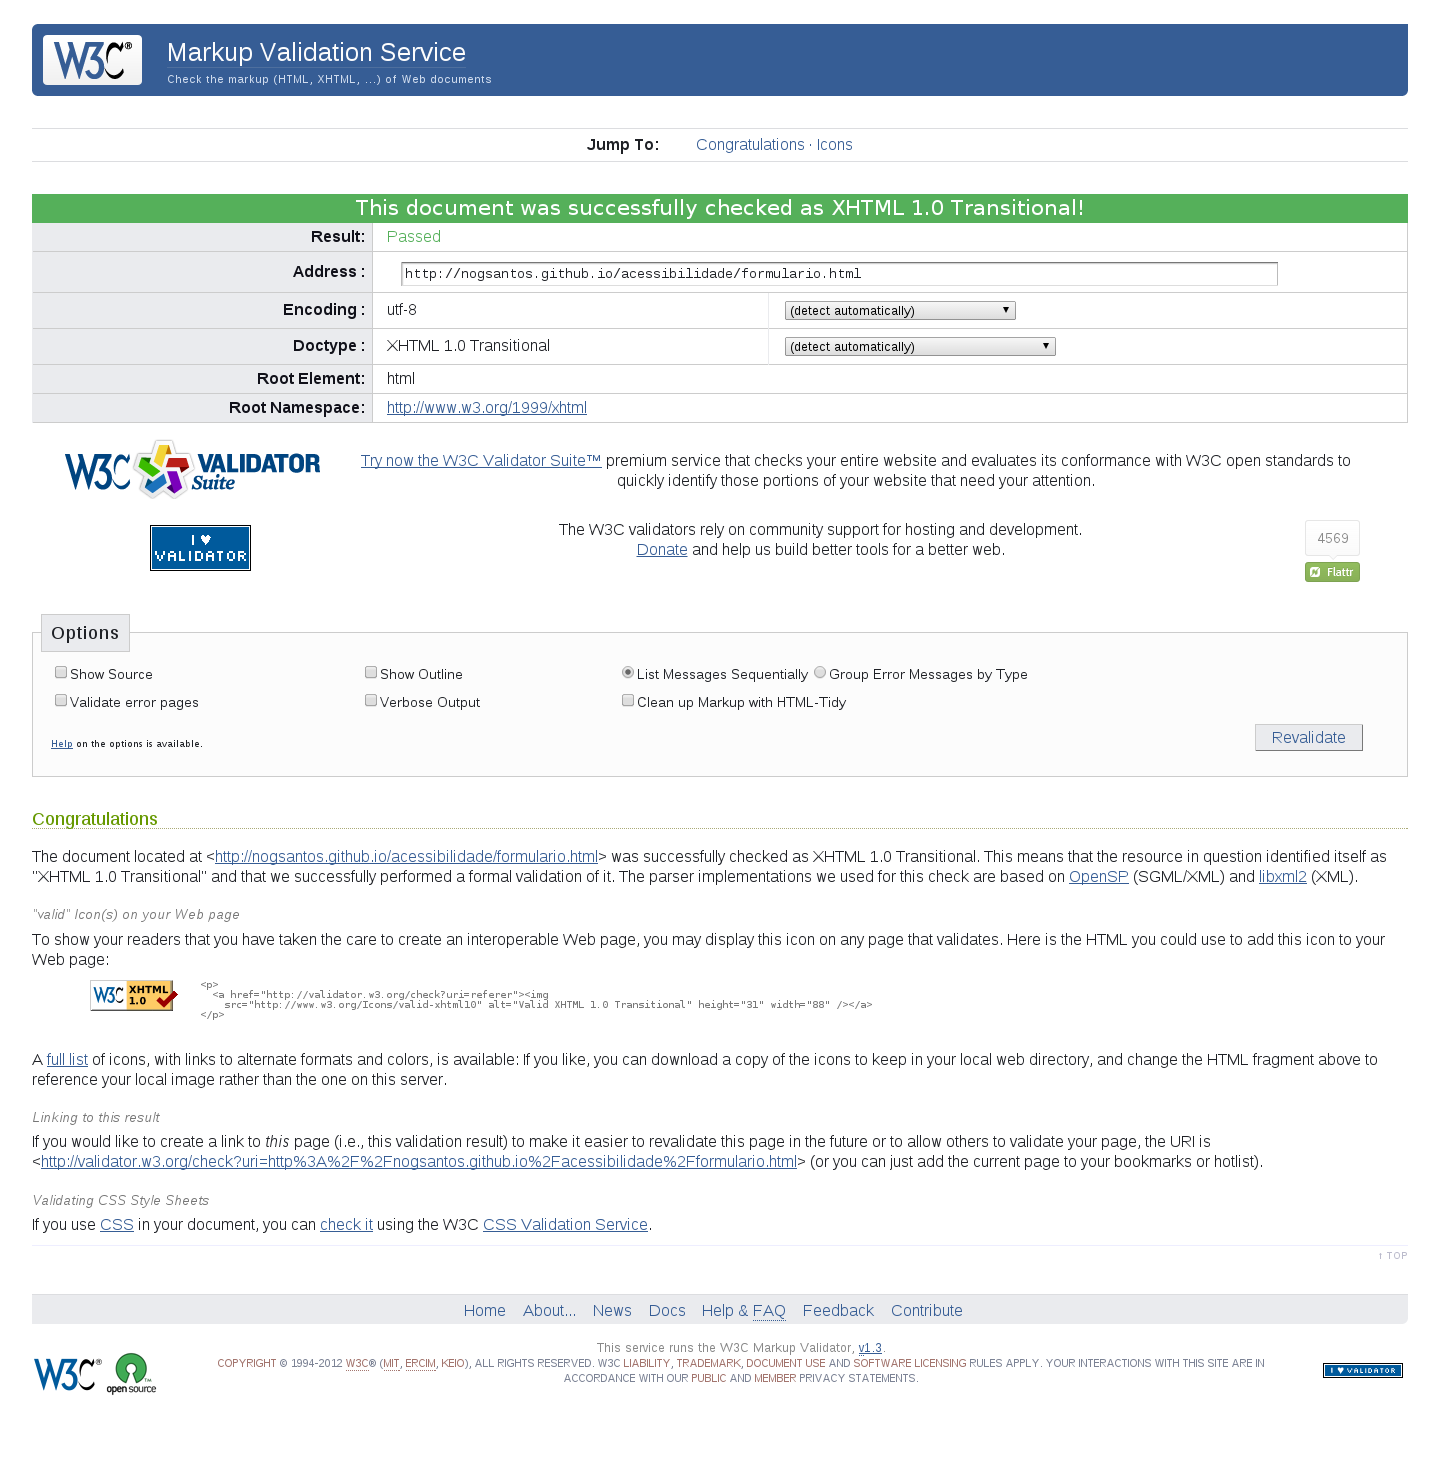 W3C®
Markup Validation Service
Check the markup (HTML, XHTML, ...) of Web documents
Jump To: Congratulations · Icons
This document was successfully checked as XHTML 1.0 Transitional!
Result: Passed
Address : http://nogsantos.github.io/acessibilidade/formulario.html
Encoding : utf-8 (detect automatically)
Doctype : XHTML 1.0 Transitional (detect automatically)
Root Element: html
Root Namespace: http://www.w3.org/1999/xhtml
W3C VALIDATOR Suite
Try now the W3C Validator Suite™ premium service that checks your entire website and evaluates its conformance with W3C open standards to
quickly identify those portions of your website that need your attention.
I ♥
VALIDATOR
The W3C validators rely on community support for hosting and development.
Donate and help us build better tools for a better web.
4569
Flattr
Options
Show Source Show Outline List Messages Sequentially Group Error Messages by Type
Validate error pages Verbose Output Clean up Markup with HTML-Tidy
Help on the options is available.
Revalidate
Congratulations
The document located at <http://nogsantos.github.io/acessibilidade/formulario.html> was successfully checked as XHTML 1.0 Transitional. This means that the resource in question identified itself as
"XHTML 1.0 Transitional" and that we successfully performed a formal validation of it. The parser implementations we used for this check are based on OpenSP (SGML/XML) and libxml2 (XML).
"valid" Icon(s) on your Web page
To show your readers that you have taken the care to create an interoperable Web page, you may display this icon on any page that validates. Here is the HTML you could use to add this icon to your
Web page:
W3C XHTML 1.0
<p>
<a href="http://validator.w3.org/check?uri=referer"><img
src="http://www.w3.org/Icons/valid-xhtml10" alt="Valid XHTML 1.0 Transitional" height="31" width="88" /></a>
</p>
A full list of icons, with links to alternate formats and colors, is available: If you like, you can download a copy of the icons to keep in your local web directory, and change the HTML fragment above to
reference your local image rather than the one on this server.
Linking to this result
If you would like to create a link to this page (i.e., this validation result) to make it easier to revalidate this page in the future or to allow others to validate your page, the URI is
<http://validator.w3.org/check?uri=http%3A%2F%2Fnogsantos.github.io%2Facessibilidade%2Fformulario.html> (or you can just add the current page to your bookmarks or hotlist).
Validating CSS Style Sheets
If you use CSS in your document, you can check it using the W3C CSS Validation Service.
↑ TOP
Home About... News Docs Help & FAQ Feedback Contribute
W3C®
open source™
This service runs the W3C Markup Validator, v1.3.
COPYRIGHT © 1994-2012 W3C® (MIT, ERCIM, KEIO), ALL RIGHTS RESERVED. W3C LIABILITY, TRADEMARK, DOCUMENT USE AND SOFTWARE LICENSING RULES APPLY. YOUR INTERACTIONS WITH THIS SITE ARE IN
ACCORDANCE WITH OUR PUBLIC AND MEMBER PRIVACY STATEMENTS.
I ♥ VALIDATOR